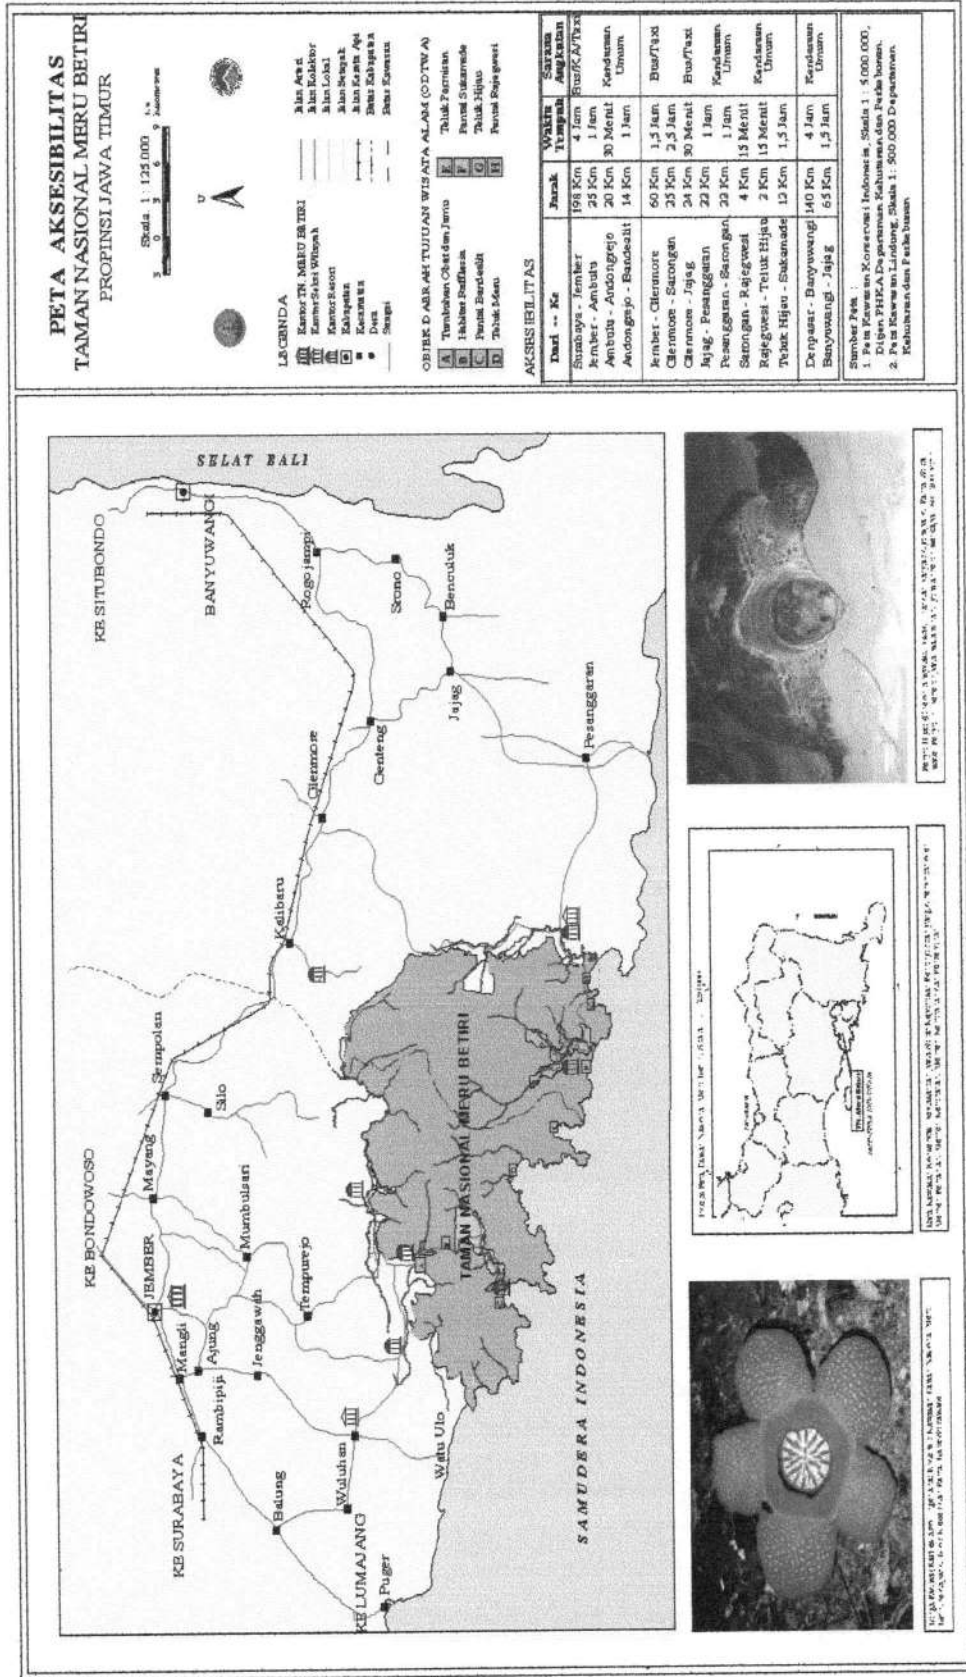 PETA AKSESIBILITAS
TAMAN NASIONAL MERU BETIRI
PROPINSI JAWA TIMUR
Skala 1 : 125.000
3 0 3 6 9
U
LEGENDA
Kantor TN. MERU BETIRI
Kantor Seksi Wilayah
Kantor Resort
Kabupaten
Kecamatan
Desa
Sungai
Jalan Arteri
Jalan Kolektor
Jalan Lokal
Jalan Setapak
Jalan Kereta Api
Batas Kabupaten
Batas Kawasan
OBJEK DAERAH TUJUAN WISATA ALAM (ODTWA)
A Tumbuhan Obat dan Jamu
B Habitat Rafflesia
C Pantai Bandealit
D Teluk Meru
E Teluk Permisan
F Pantai Sukamade
G Teluk Hijau
H Pantai Rajegwesi
AKSESIBILITAS
Dari -- Ke Jarak Waktu Tempuh Sarana Angkutan
Surabaya - Jember 198 Km 4 Jam Bus/KA/Taxi
Jember - Ambulu 25 Km 1 Jam
Ambulu - Andongrejo 20 Km 30 Menit Kendaraan Umum
Andongrejo - Bandealit 14 Km 1 Jam
Jember - Glenmore 60 Km 1,5 Jam Bus/Taxi
Glenmore - Sarongan 25 Km 2,5 Jam
Glenmore - Jajag 24 Km 30 Menit Bus/Taxi
Jajag - Pesanggaran 22 Km 1 Jam Kendaraan Umum
Pesanggaran - Sarongan 22 Km 1 Jam
Sarongan - Rajegwesi 4 Km 15 Menit
Rajegwesi - Teluk Hijau 2 Km 15 Menit Kendaraan Umum
Teluk Hijau - Sukamade 12 Km 1,5 Jam
Denpasar - Banyuwangi 140 Km 4 Jam Kendaraan Umum
Banyuwangi - Jajag 65 Km 1,5 Jam
Sumber Peta :
1. Peta Kawasan Konservasi Indonesia, Skala 1 : 5.000.000,
Ditjen PHKA Departemen Kehutanan dan Perkebunan.
2. Peta Kawasan Lindung, Skala 1 : 500.000 Departemen
Kehutanan dan Perkebunan
SELAT BALI
KE SITUBONDO
BANYUWANGI
Rogojampi
Srono
Benculuk
Jajag
Genteng
Glenmore
Pesanggaran
Kalibaru
Sempolan
Silo
Mayang
KE BONDOWOSO
JEMBER
Mumbulsari
Tempurejo
Mangli
Ajung
Jenggawah
Rambipiji
KE SURABAYA
Balung
Wuluhan
Watu Ulo
KE LUMAJANG
Puger
TAMAN NASIONAL MERU BETIRI
SAMUDERA INDONESIA